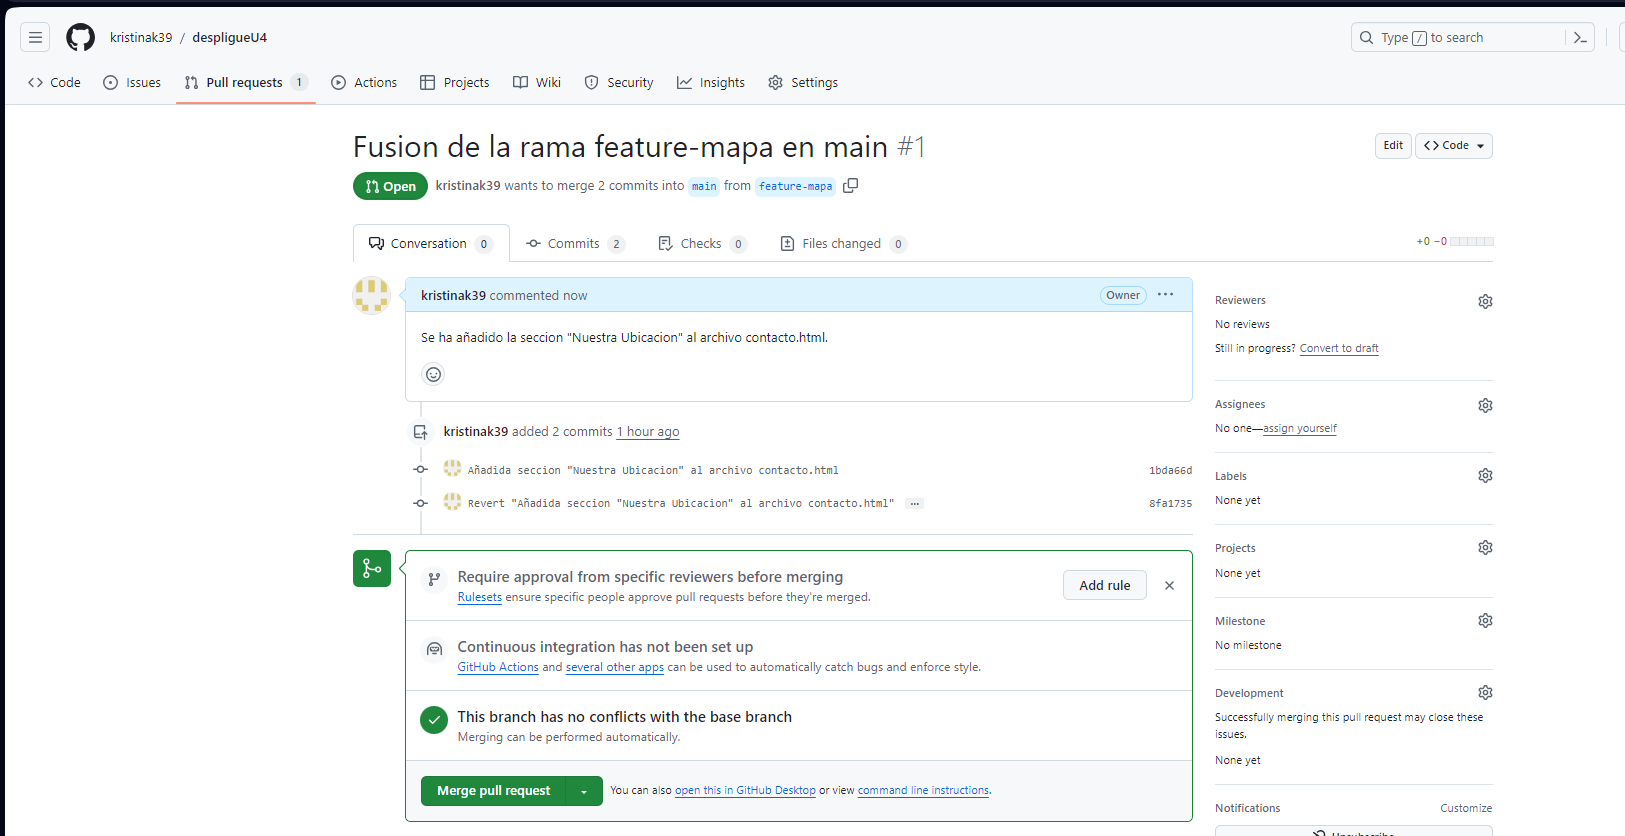 kristinak39 / despligueU4
Type / to search
Code Issues Pull requests 1 Actions Projects Wiki Security Insights Settings
Fusion de la rama feature-mapa en main #1
Edit
Code
Open kristinak39 wants to merge 2 commits into main from feature-mapa
Conversation 0 Commits 2 Checks 0 Files changed 0
+0 −0
kristinak39 commented now
Owner
Se ha añadido la seccion "Nuestra Ubicacion" al archivo contacto.html.
kristinak39 added 2 commits 1 hour ago
Añadida seccion "Nuestra Ubicacion" al archivo contacto.html
1bda66d
Revert "Añadida seccion "Nuestra Ubicacion" al archivo contacto.html" …
8fa1735
Require approval from specific reviewers before merging
Rulesets ensure specific people approve pull requests before they're merged.
Add rule
Continuous integration has not been set up
GitHub Actions and several other apps can be used to automatically catch bugs and enforce style.
This branch has no conflicts with the base branch
Merging can be performed automatically.
Merge pull request
You can also open this in GitHub Desktop or view command line instructions.
Reviewers
No reviews
Still in progress? Convert to draft
Assignees
No one—assign yourself
Labels
None yet
Projects
None yet
Milestone
No milestone
Development
Successfully merging this pull request may close these
issues.
None yet
Notifications
Customize
Unsubscribe